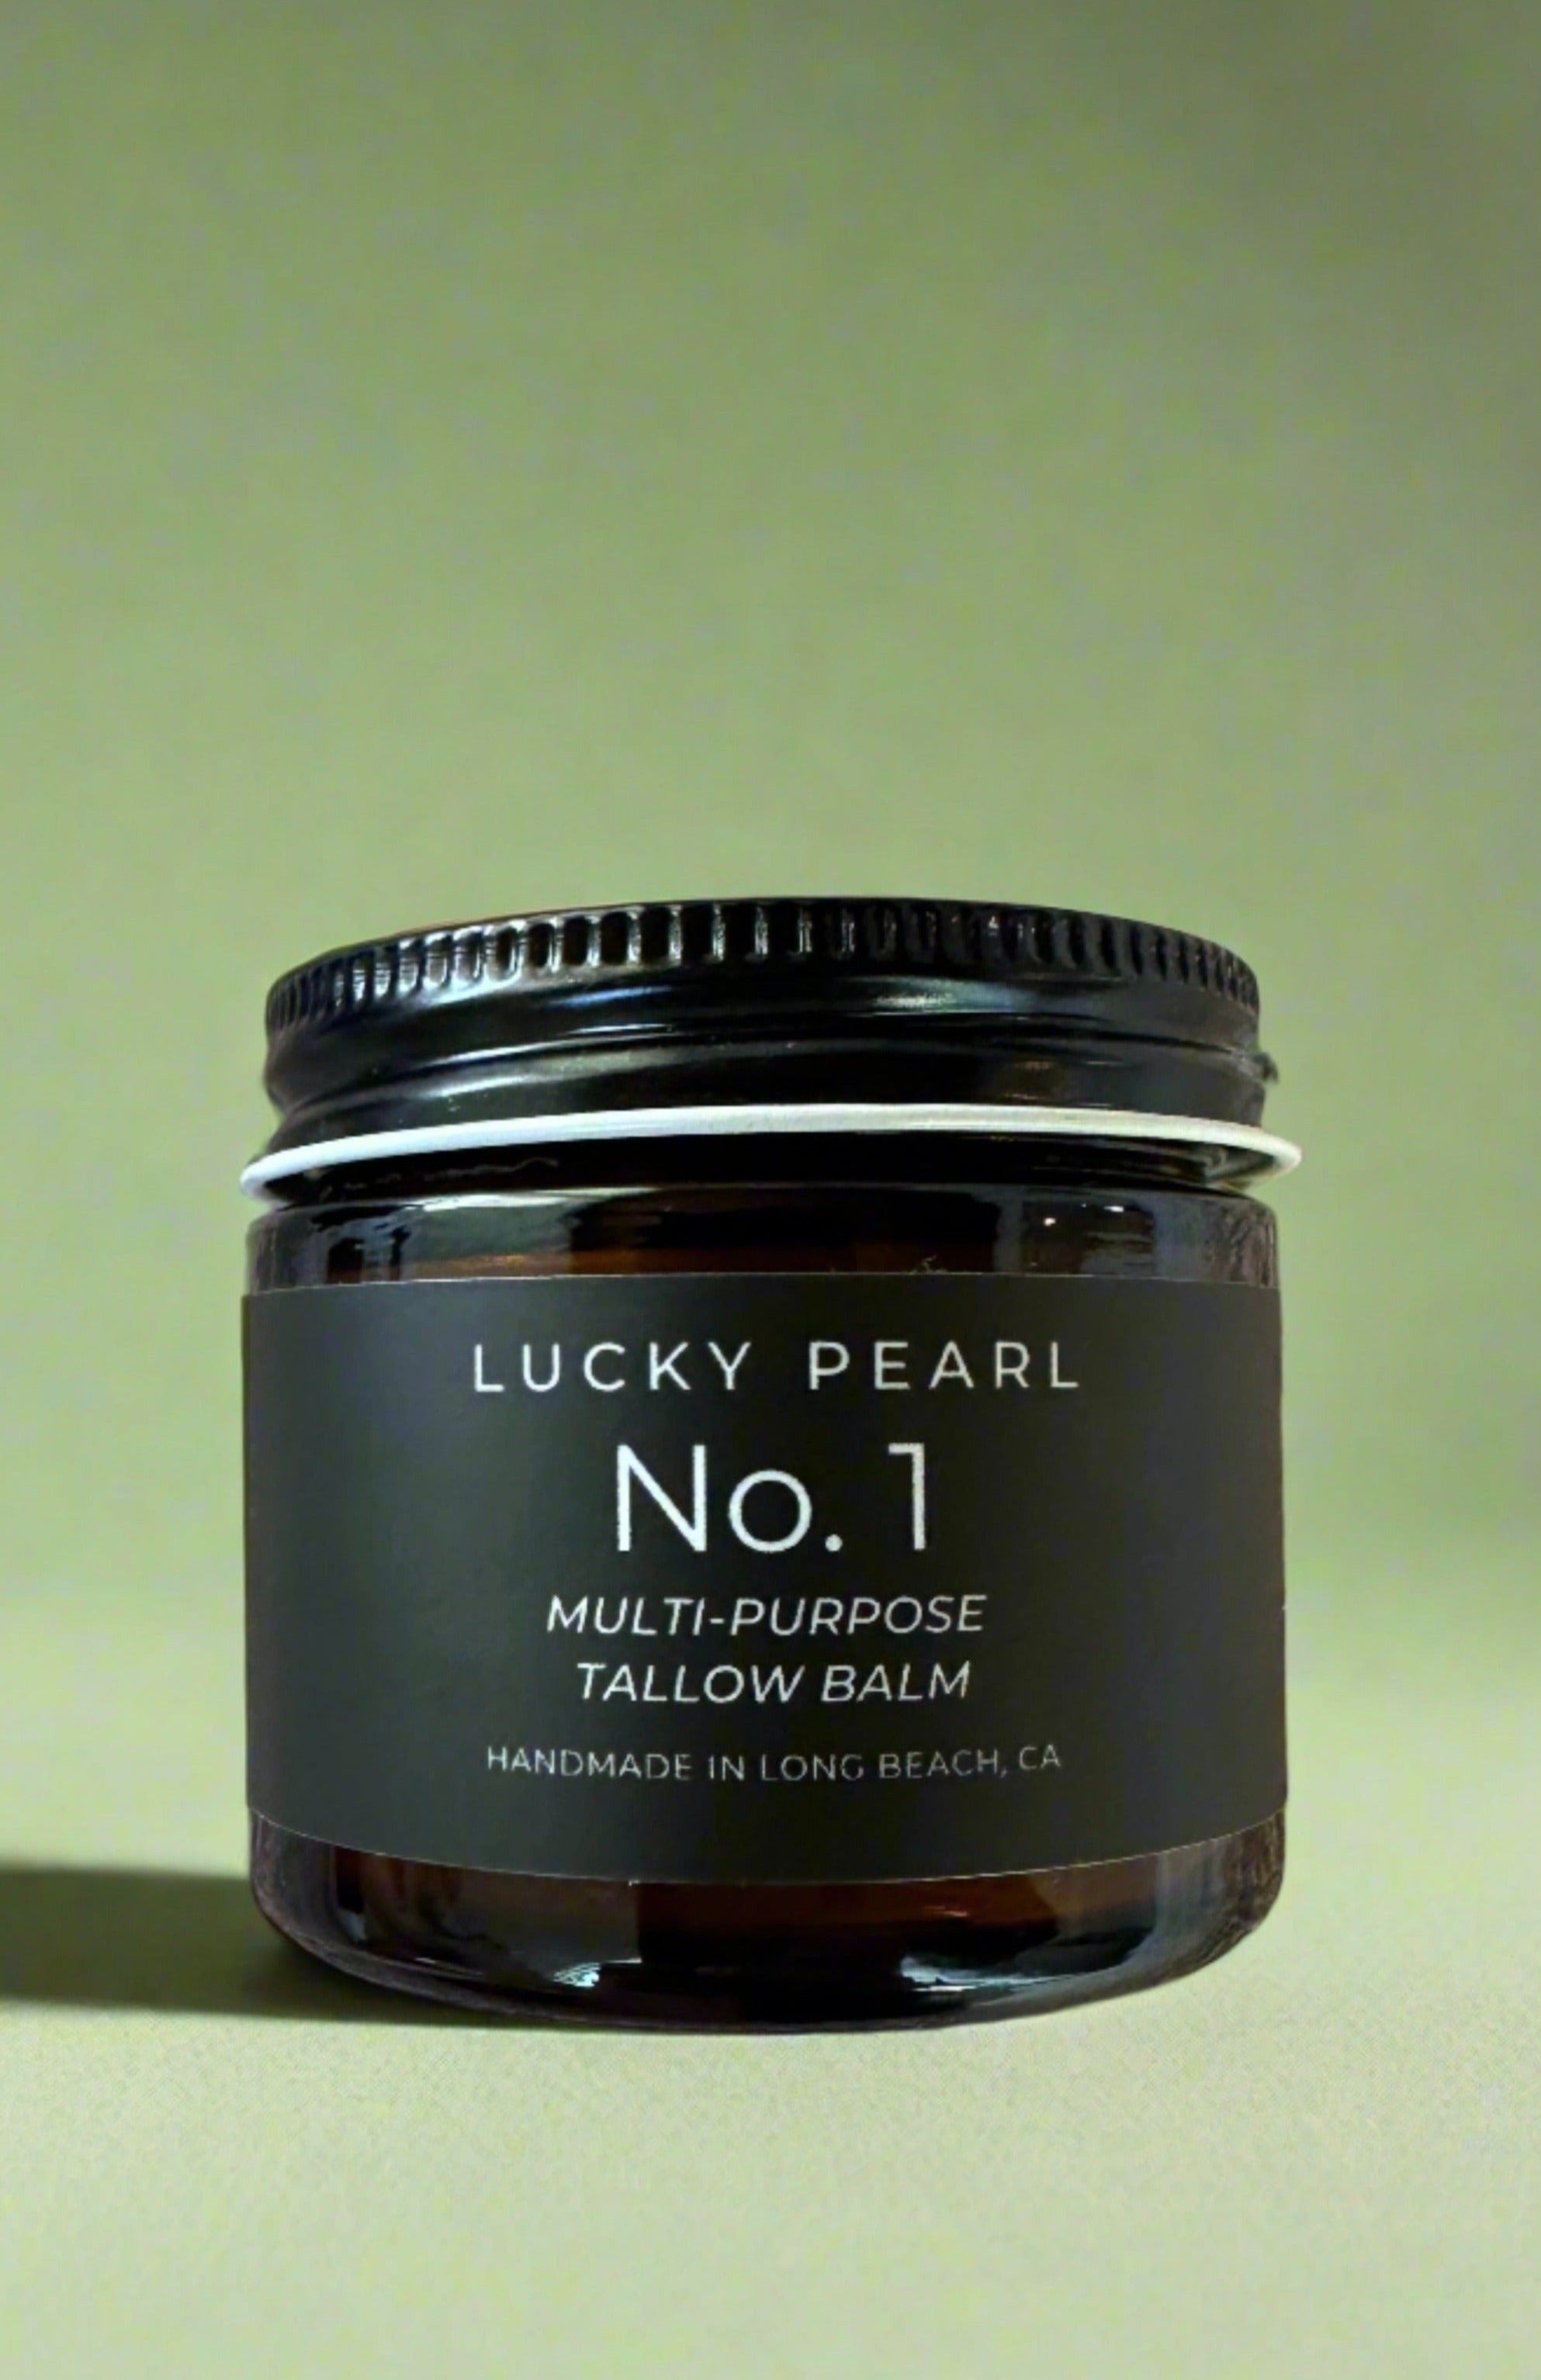 LUCKY PEARL
No. 1
MULTI-PURPOSE
TALLOW BALM
HANDMADE IN LONG BEACH, CA